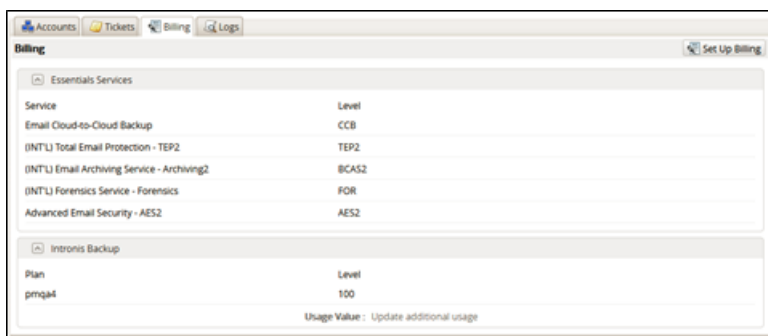 Accounts Tickets Billing Logs
Billing Set Up Billing
Essentials Services
Service Level
Email Cloud-to-Cloud Backup CCB
(INT'L) Total Email Protection - TEP2 TEP2
(INT'L) Email Archiving Service - Archiving2 BCAS2
(INT'L) Forensics Service - Forensics FOR
Advanced Email Security - AES2 AES2
Intronis Backup
Plan Level
pmqa4 100
Usage Value : Update additional usage